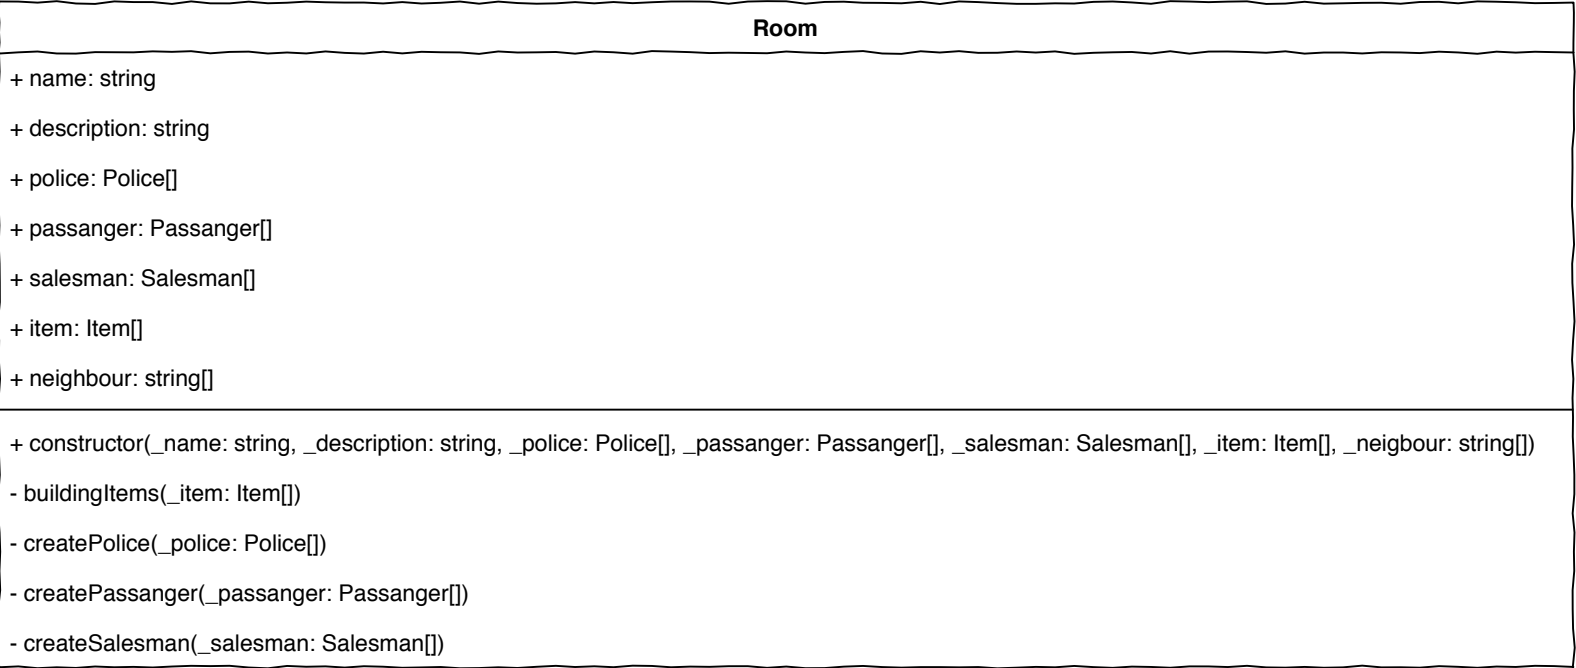 Room
+ name: string
+ description: string
+ police: Police[]
+ passanger: Passanger[]
+ salesman: Salesman[]
+ item: Item[]
+ neighbour: string[]
+ constructor(_name: string, _description: string, _police: Police[], _passanger: Passanger[], _salesman: Salesman[], _item: Item[], _neigbour: string[])
- buildingItems(_item: Item[])
- createPolice(_police: Police[])
- createPassanger(_passanger: Passanger[])
- createSalesman(_salesman: Salesman[])